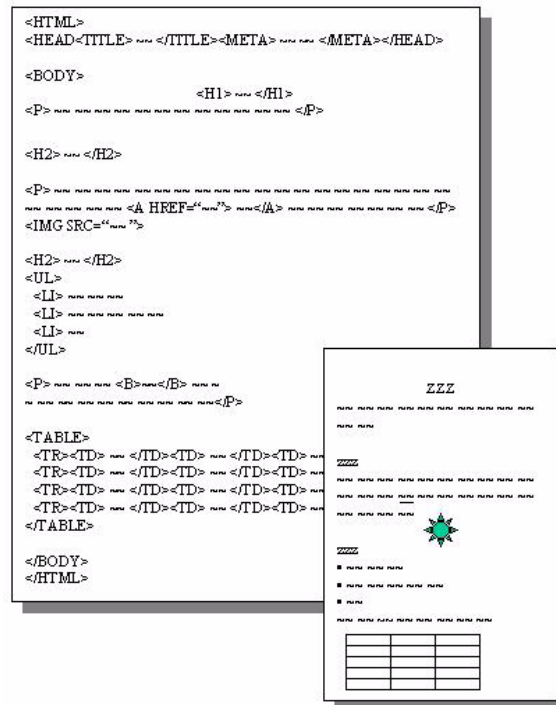 <HTML>
<HEAD<TITLE> ~~ </TITLE><META> ~~ ~~ </META></HEAD>
<BODY>
<H1> ~~ </H1>
<P> ~~ ~~ ~~ ~~ ~~ ~~ ~~ ~~ ~~ ~~ ~~ ~~ </P>
<H2> ~~ </H2>
<P> ~~ ~~ ~~ ~~ ~~ ~~ ~~ ~~ ~~ ~~ ~~ ~~ ~~ ~~ ~~ ~~ ~~ ~~ ~~ ~~
~~ ~~ ~~ ~~ ~~ <A HREF="~~"> ~~</A> ~~ ~~ ~~ ~~ ~~ ~~ ~~ </P>
<IMG SRC="~~">
<H2> ~~ </H2>
<UL>
<LI> ~~ ~~ ~~ ~~
<LI> ~~ ~~ ~~ ~~ ~~ ~~
<LI> ~~
</UL>
<P> ~~ ~~ ~~ ~~ <B>~~</B> ~~ ~~
~ ~~ ~~ ~~ ~~ ~~ ~~ ~~ ~~ ~~</P>
<TABLE>
<TR><TD> ~~ </TD><TD> ~~ </TD><TD> ~~
<TR><TD> ~~ </TD><TD> ~~ </TD><TD> ~~
<TR><TD> ~~ </TD><TD> ~~ </TD><TD> ~~
<TR><TD> ~~ </TD><TD> ~~ </TD><TD> ~~
</TABLE>
</BODY>
</HTML>
ZZZ
~~ ~~ ~~ ~~ ~~ ~~ ~~ ~~ ~~ ~~
~~ ~~
ZZZ
~~ ~~ ~~ ~~ ~~ ~~ ~~ ~~ ~~ ~~
~~ ~~ ~~ ~~ ~~ ~~ ~~ ~~ ~~ ~~
~~ ~~ ~~ ~~
ZZZ
▪ ~~ ~~ ~~
▪ ~~ ~~ ~~ ~~ ~~
▪ ~~
~~ ~~ ~~ ~~ ~~ ~~ ~~ ~~